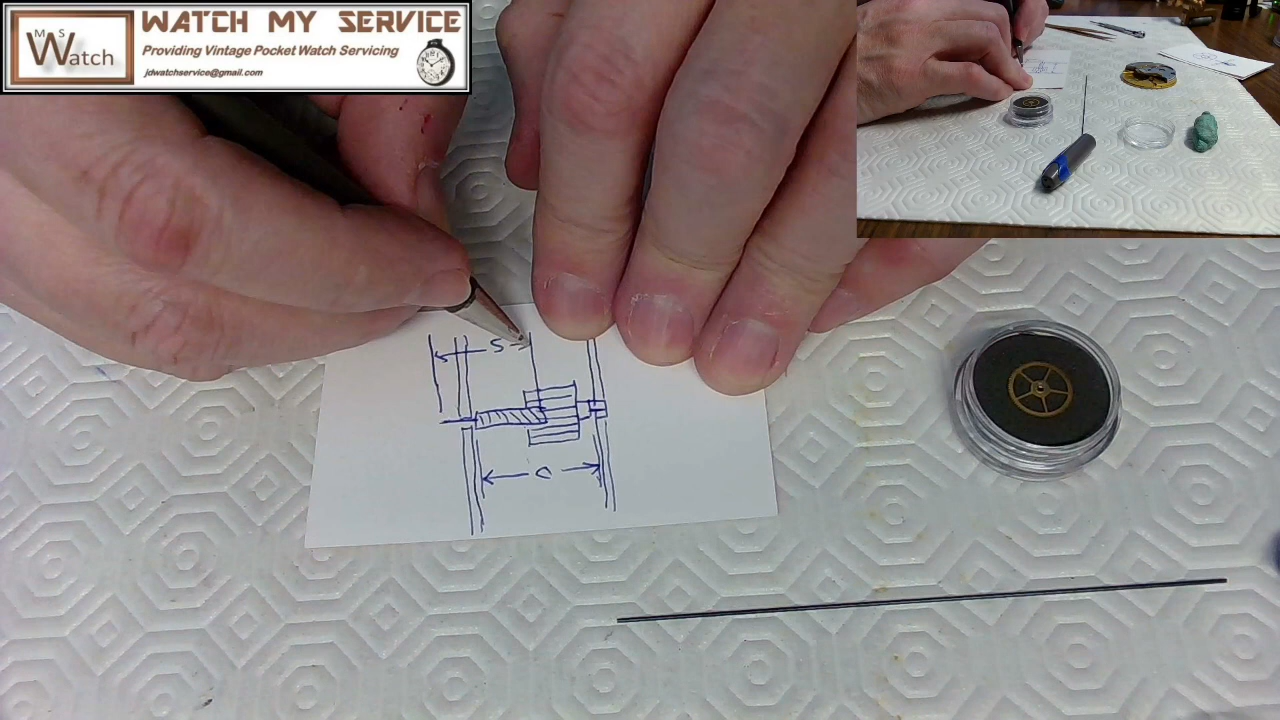 M S
Watch
WATCH MY SERVICE
Providing Vintage Pocket Watch Servicing
jdwatchservice@gmail.com
S